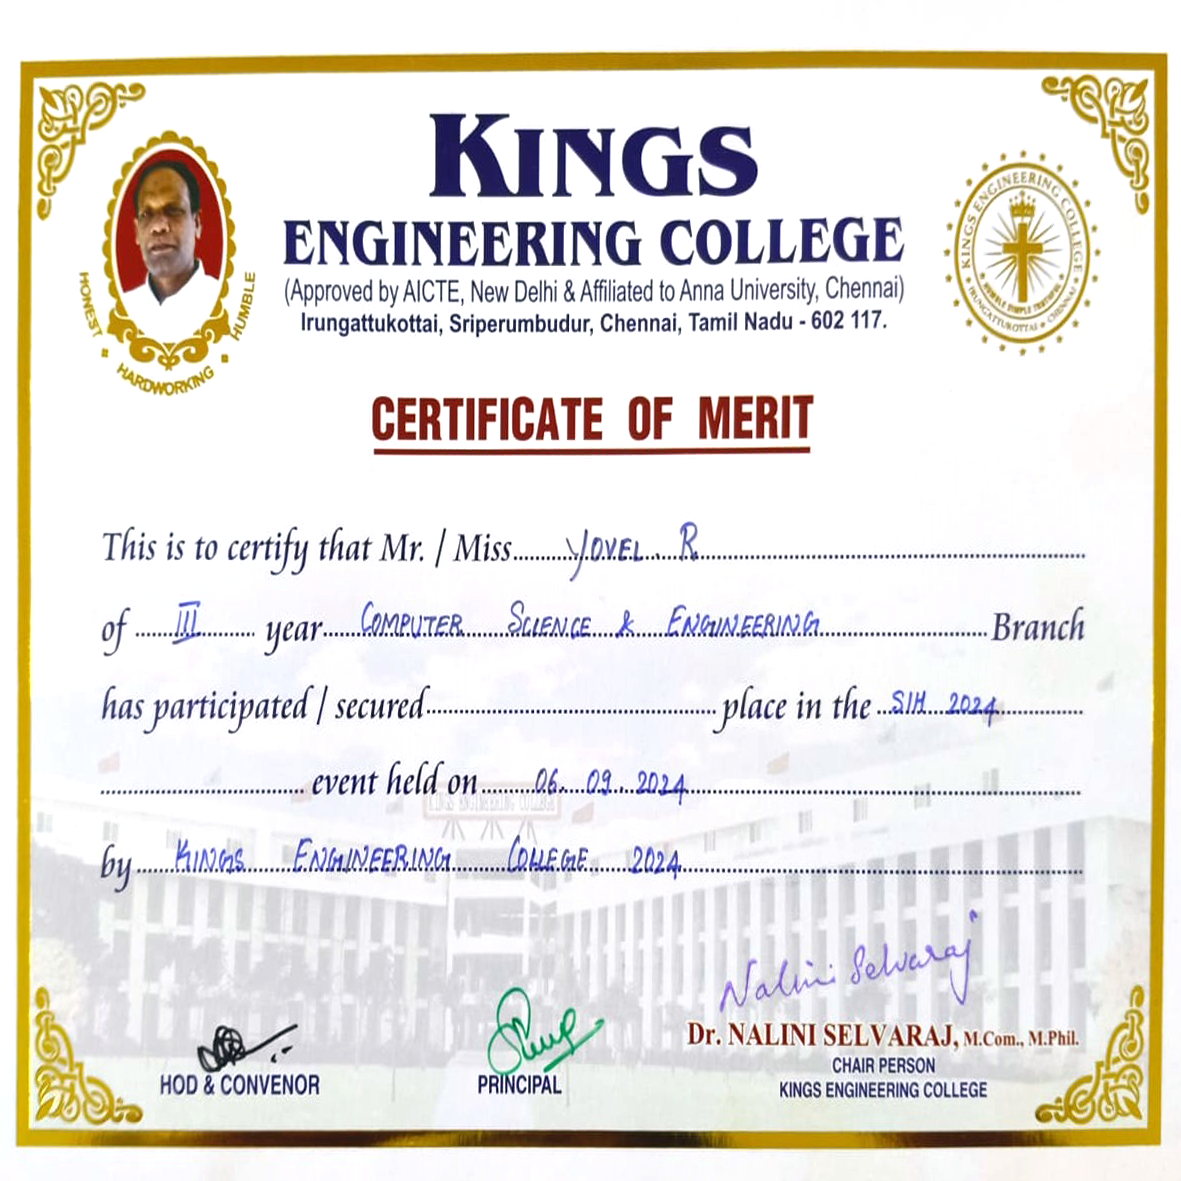 KINGS
ENGINEERING COLLEGE
(Approved by AICTE, New Delhi & Affiliated to Anna University, Chennai)
Irungattukottai, Sriperumbudur, Chennai, Tamil Nadu - 602 117.
HONEST HARDWORKING HUMBLE
KINGS ENGINEERING COLLEGE
IRUNGATTUKOTTAI CHENNAI
CERTIFICATE OF MERIT
This is to certify that Mr. / Miss YOVEL. R
of III year COMPUTER SCIENCE & ENGINEERING Branch
has participated / secured place in the SIH 2024
event held on 06. 09. 2024
by KINGS ENGINEERING COLLEGE 2024
Nalini Selvaraj
Dr. NALINI SELVARAJ, M.Com., M.Phil.
HOD & CONVENOR PRINCIPAL CHAIR PERSON
KINGS ENGINEERING COLLEGE